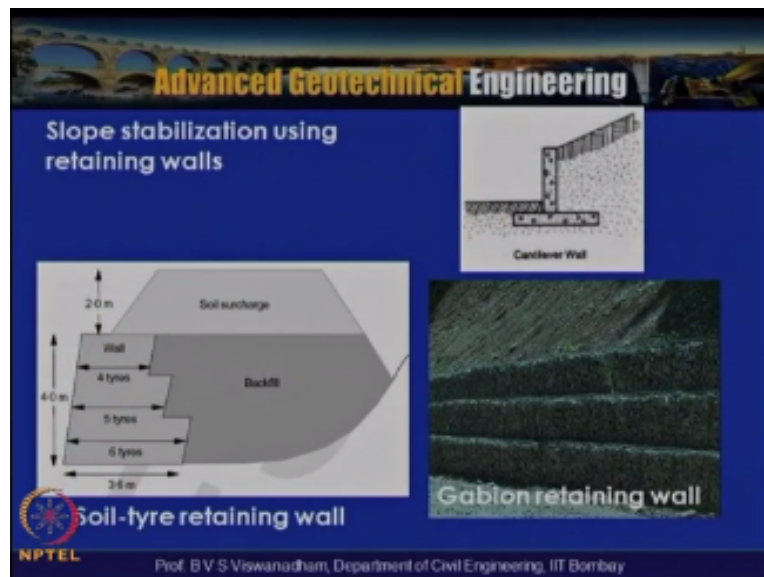 Advanced Geotechnical Engineering
Slope stabilization using
retaining walls
Cantilever Wall
2·0 m
Soil surcharge
Wall
4 tyres
Backfill
4·0 m
5 tyres
6 tyres
3·6 m
Soil-tyre retaining wall
Gabion retaining wall
NPTEL
Prof. B V S Viswanadham, Department of Civil Engineering, IIT Bombay